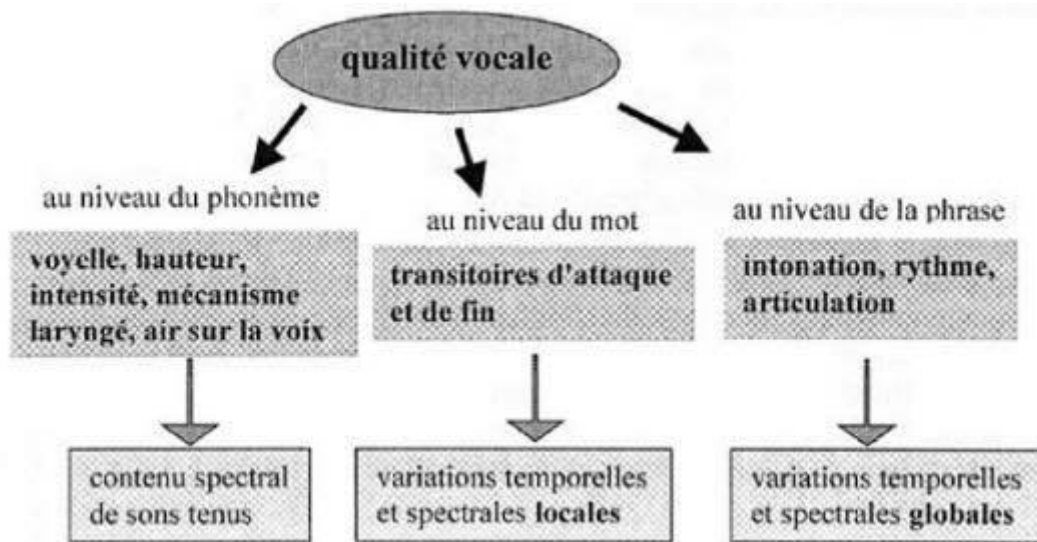 qualité vocale
au niveau du phonème
voyelle, hauteur,
intensité, mécanisme
laryngé, air sur la voix
contenu spectral
de sons tenus
au niveau du mot
transitoires d'attaque
et de fin
variations temporelles
et spectrales locales
au niveau de la phrase
intonation, rythme,
articulation
variations temporelles
et spectrales globales